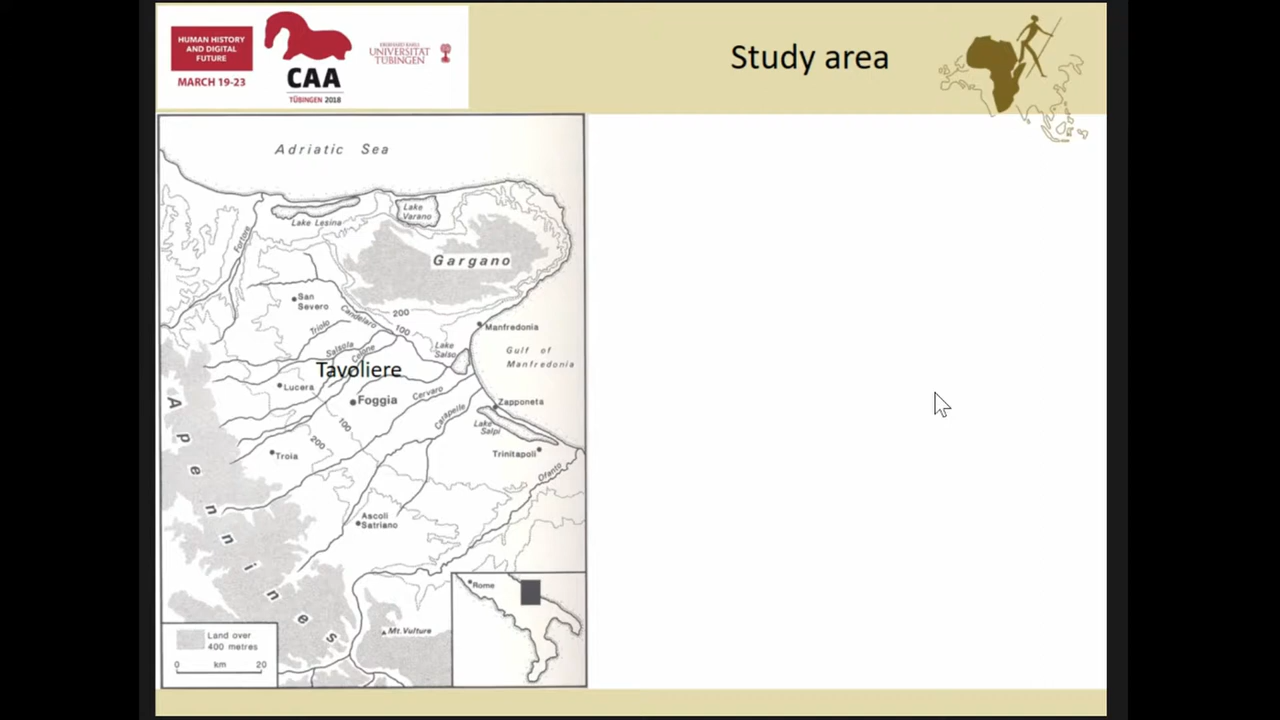 HUMAN HISTORY
AND DIGITAL
FUTURE
MARCH 19-23
CAA
TÜBINGEN 2018
EBERHARD KARLS
UNIVERSITÄT
TÜBINGEN
Study area
Adriatic Sea
Lake Lesina
Lake
Varano
Fortore
Gargano
San
Severo
200
100
Candelaro
Triolo
Manfredonia
Salsola
Celone
Lake
Salso
Gulf of
Manfredonia
Tavoliere
Lucera
Foggia
Cervaro
Zapponeta
Carapelle
100
200
Lake
Salpi
Troia
Trinitapoli
Ofanto
Apennines
Ascoli
Satriano
Rome
Mt. Vulture
Land over
400 metres
0 km 20